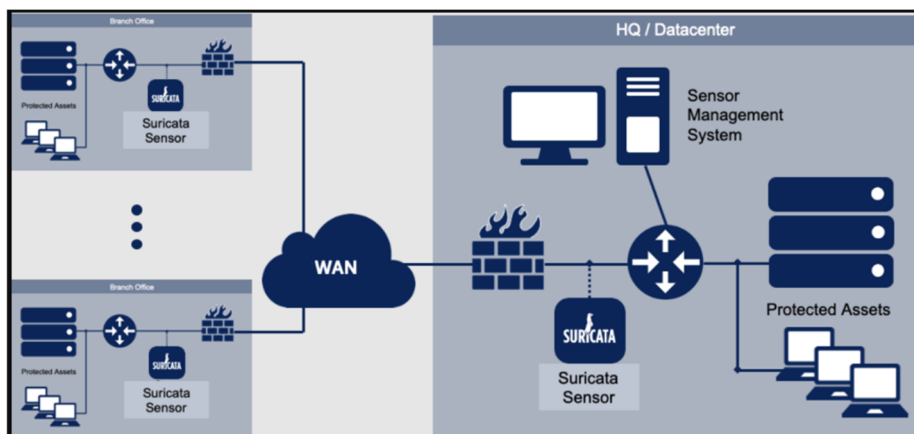 Branch Office
Protected Assets
SURICATA
Suricata
Sensor
Branch Office
Protected Assets
SURICATA
Suricata
Sensor
WAN
HQ / Datacenter
Sensor
Management
System
SURICATA
Suricata
Sensor
Protected Assets